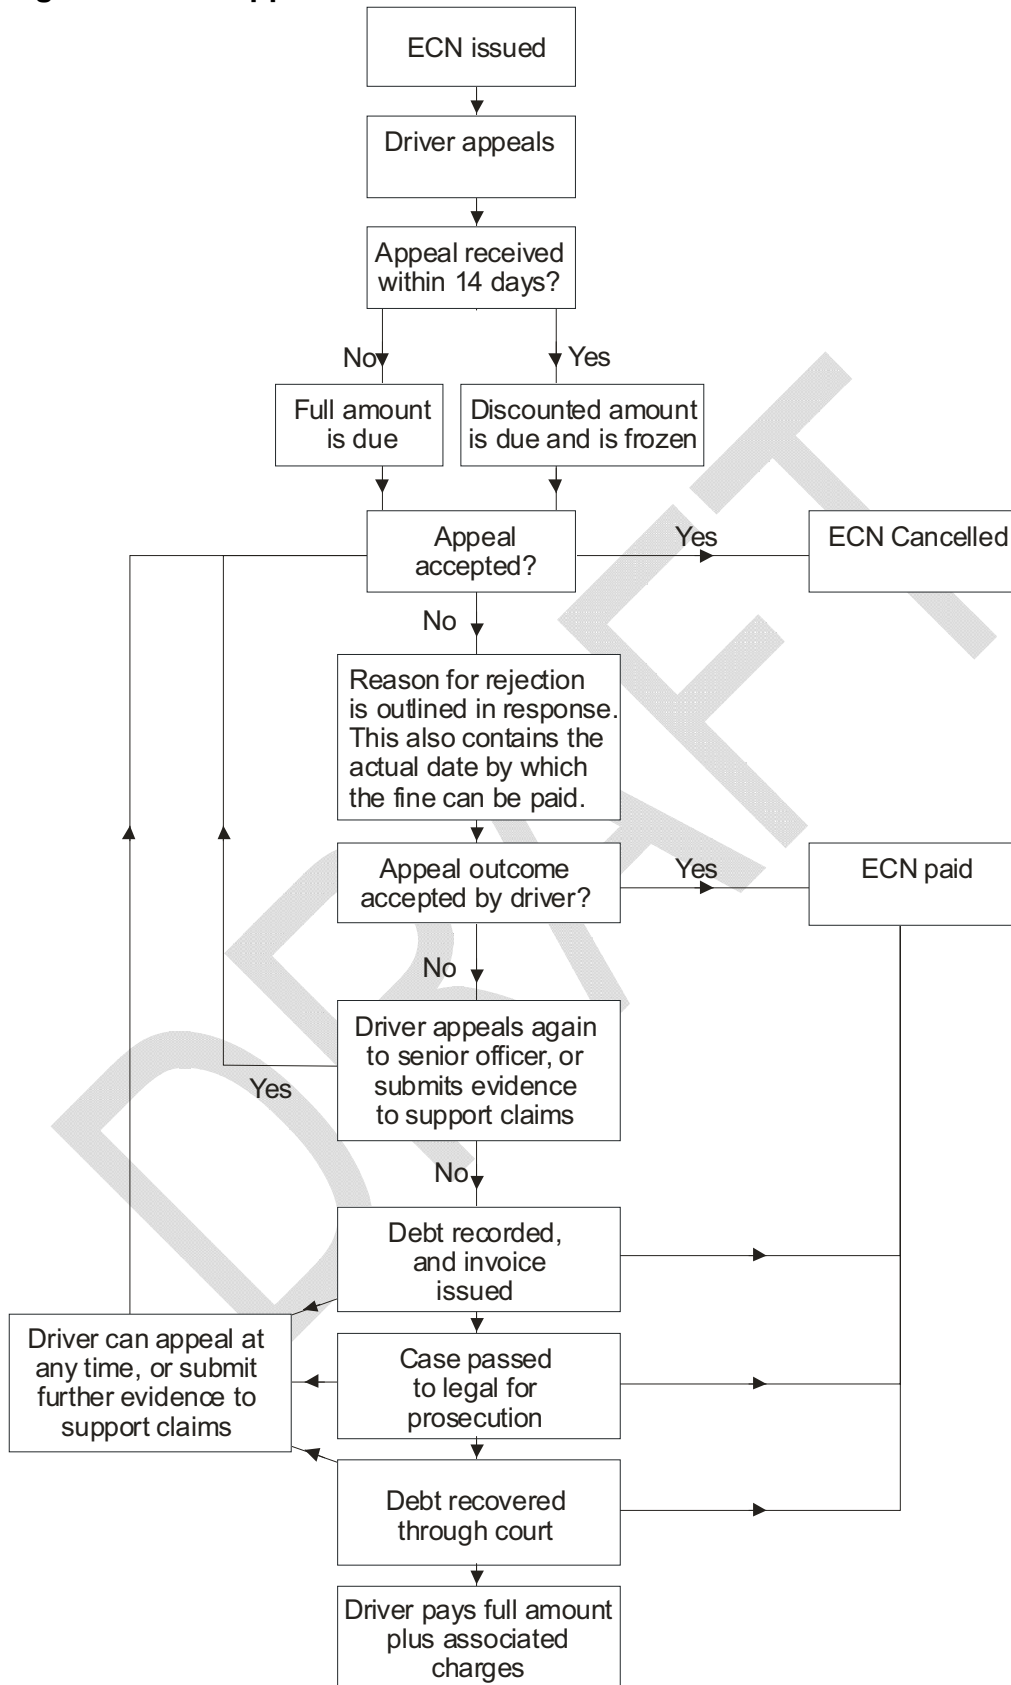 ECN issued
Driver appeals
Appeal received
within 14 days?
No
Yes
Full amount
is due
Discounted amount
is due and is frozen
Appeal
accepted?
Yes
ECN Cancelled
No
Reason for rejection
is outlined in response.
This also contains the
actual date by which
the fine can be paid.
Appeal outcome
accepted by driver?
Yes
ECN paid
No
Driver appeals again
to senior officer, or
submits evidence
to support claims
Yes
No
Debt recorded,
and invoice
issued
Driver can appeal at
any time, or submit
further evidence to
support claims
Case passed
to legal for
prosecution
Debt recovered
through court
Driver pays full amount
plus associated
charges
DRAFT